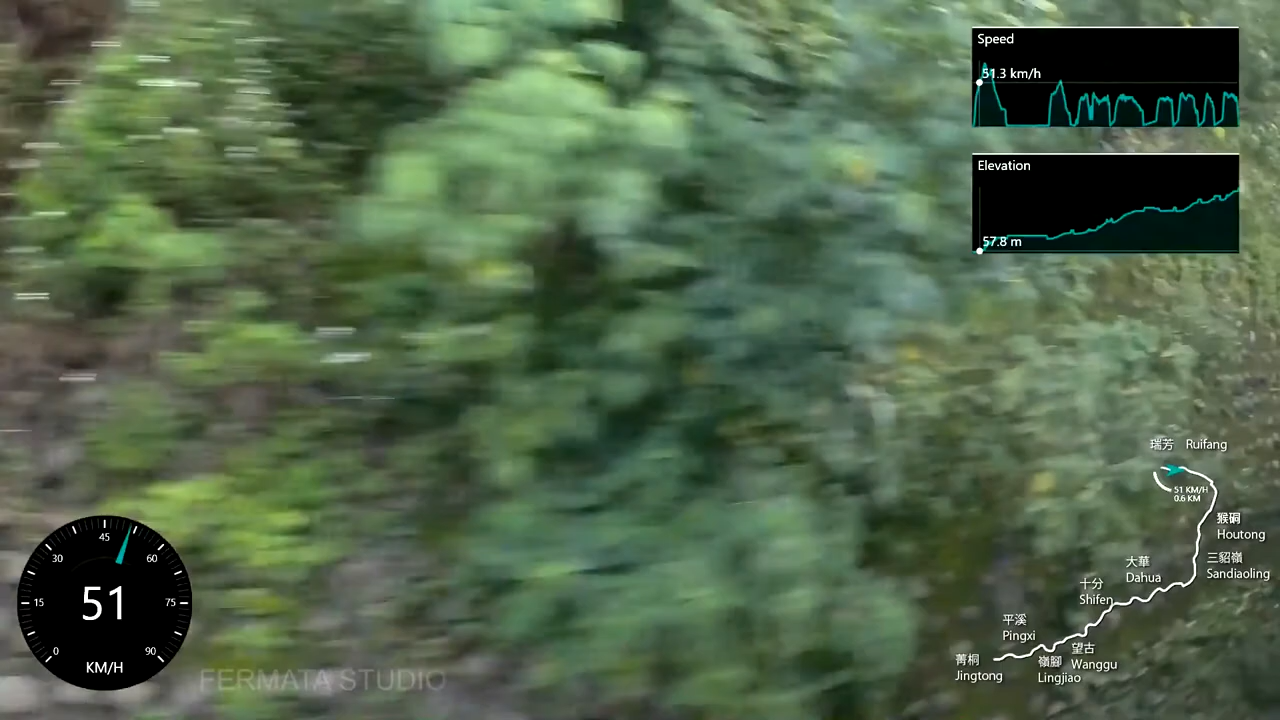 Speed
51.3 km/h
Elevation
57.8 m
瑞芳 Ruifang
51 KM/H
0.6 KM
猴硐
Houtong
三貂嶺
Sandiaoling
大華
Dahua
十分
Shifen
平溪
Pingxi
望古
Wanggu
嶺腳
Lingjiao
菁桐
Jingtong
0
15
30
45
60
75
90
51
KM/H
FERMATA STUDIO